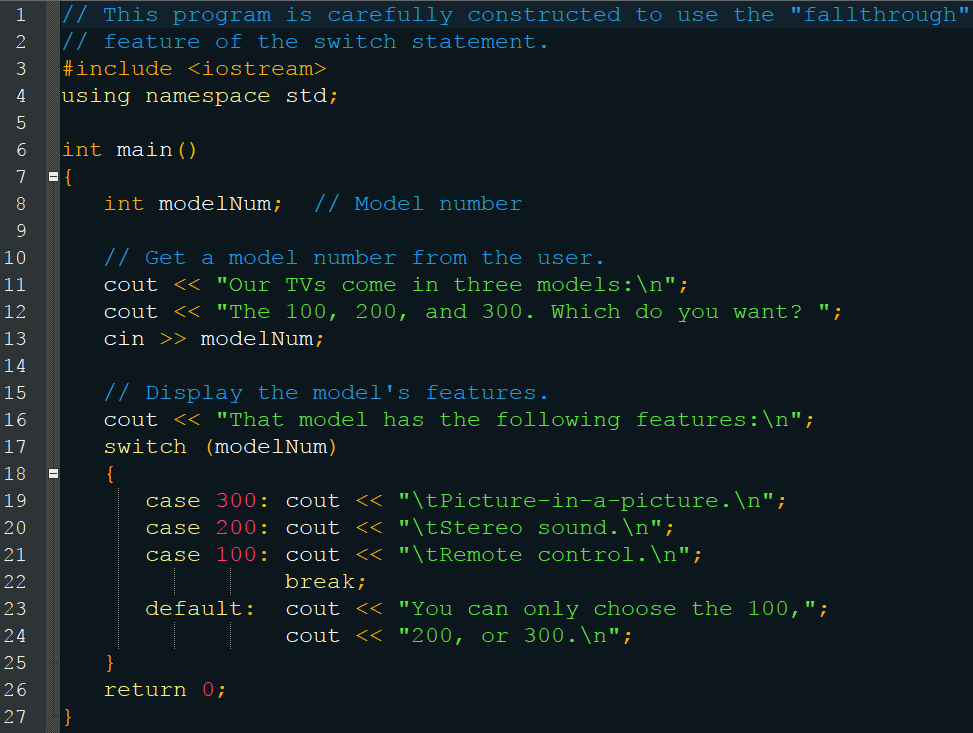 1 // This program is carefully constructed to use the "fallthrough"
2 // feature of the switch statement.
3 #include <iostream>
4 using namespace std;
5
6 int main()
7 {
8    int modelNum;  // Model number
9
10    // Get a model number from the user.
11    cout << "Our TVs come in three models:\n";
12    cout << "The 100, 200, and 300. Which do you want? ";
13    cin >> modelNum;
14
15    // Display the model's features.
16    cout << "That model has the following features:\n";
17    switch (modelNum)
18    {
19       case 300: cout << "\tPicture-in-a-picture.\n";
20       case 200: cout << "\tStereo sound.\n";
21       case 100: cout << "\tRemote control.\n";
22                 break;
23       default:  cout << "You can only choose the 100,";
24                 cout << "200, or 300.\n";
25    }
26    return 0;
27 }